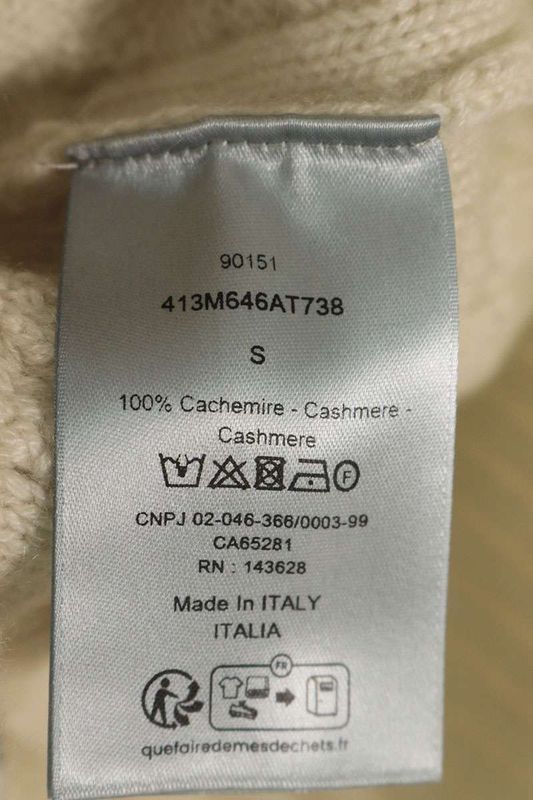 90151
413M646AT738
S
100% Cachemire - Cashmere -
Cashmere
F
CNPJ 02-046-366/0003-99
CA65281
RN : 143628
Made In ITALY
ITALIA
FR
quefairedemesdechets.fr